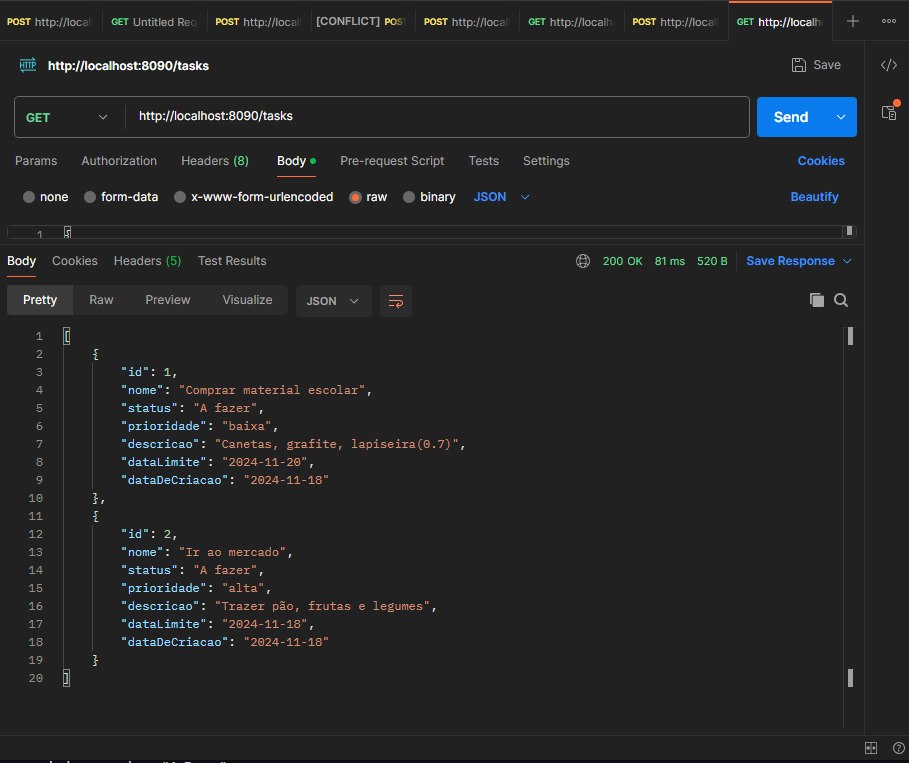 POST http://local GET Untitled Req POST http://local [CONFLICT] POS POST http://local GET http://localh POST http://local GET http://localh
HTTP http://localhost:8090/tasks Save
GET http://localhost:8090/tasks Send
Params Authorization Headers (8) Body Pre-request Script Tests Settings Cookies
none form-data x-www-form-urlencoded raw binary JSON Beautify
1 {
Body Cookies Headers (5) Test Results 200 OK 81 ms 520 B Save Response
Pretty Raw Preview Visualize JSON
1 [
2 {
3 "id": 1,
4 "nome": "Comprar material escolar",
5 "status": "A fazer",
6 "prioridade": "baixa",
7 "descricao": "Canetas, grafite, lapiseira(0.7)",
8 "dataLimite": "2024-11-20",
9 "dataDeCriacao": "2024-11-18"
10 },
11 {
12 "id": 2,
13 "nome": "Ir ao mercado",
14 "status": "A fazer",
15 "prioridade": "alta",
16 "descricao": "Trazer pão, frutas e legumes",
17 "dataLimite": "2024-11-18",
18 "dataDeCriacao": "2024-11-18"
19 }
20 ]